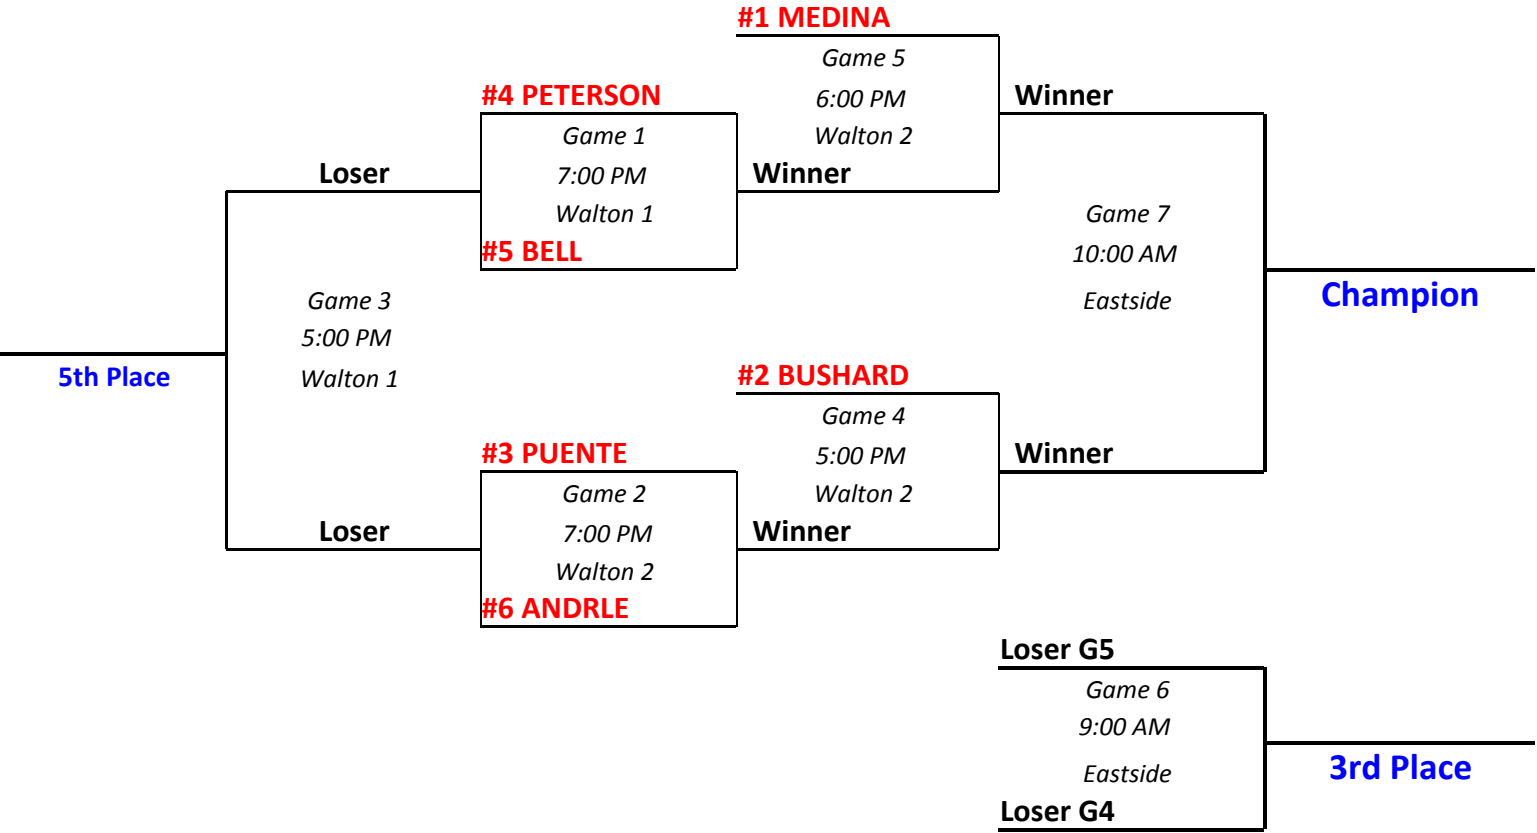 #1 MEDINA
Game 5
#4 PETERSON
6:00 PM
Winner
Game 1
Walton 2
Loser
7:00 PM
Winner
Walton 1
Game 7
#5 BELL
10:00 AM
Game 3
Eastside
Champion
5:00 PM
5th Place
Walton 1
#2 BUSHARD
Game 4
#3 PUENTE
5:00 PM
Winner
Game 2
Walton 2
Loser
7:00 PM
Winner
Walton 2
#6 ANDRLE
Loser G5
Game 6
9:00 AM
Eastside
3rd Place
Loser G4